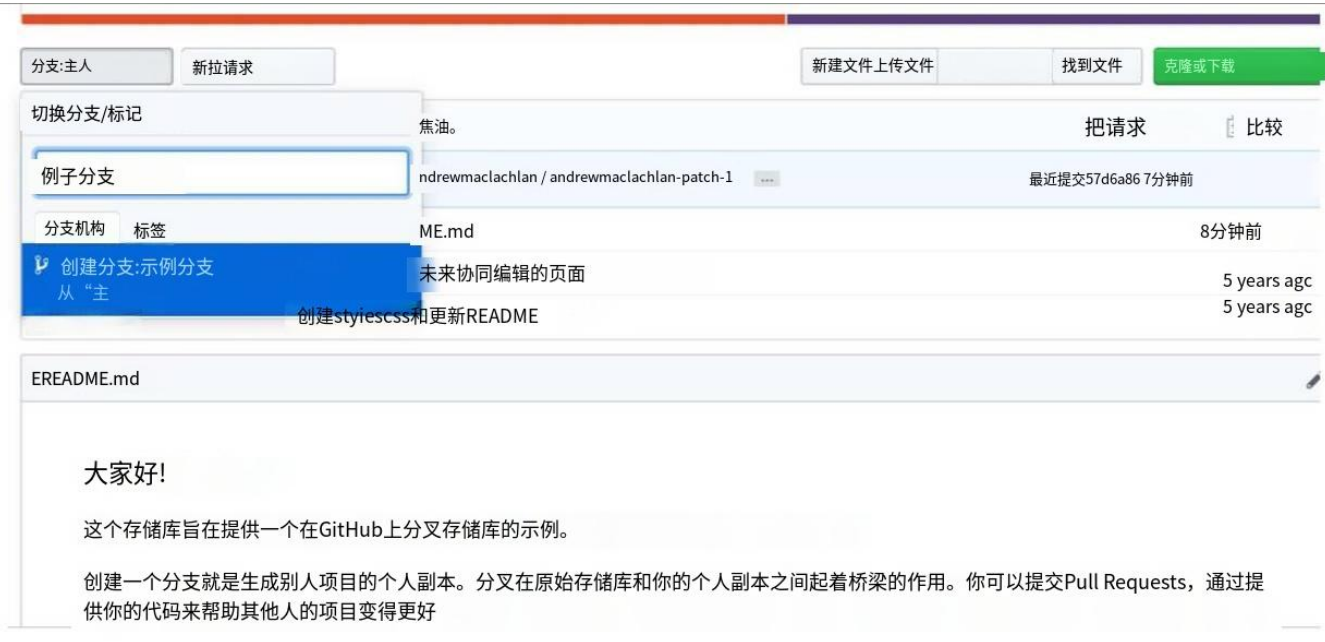 分支:主人 新拉请求 新建文件上传文件 找到文件 克隆或下载
切换分支/标记
焦油。 把请求 比较
例子分支
ndrewmaclachlan / andrewmaclachlan-patch-1 ... 最近提交57d6a86 7分钟前
分支机构 标签
ME.md 8分钟前
创建分支:示例分支
从“主
未来协同编辑的页面 5 years agc
创建styiescss和更新README 5 years agc
EREADME.md
大家好!
这个存储库旨在提供一个在GitHub上分叉存储库的示例。
创建一个分支就是生成别人项目的个人副本。分叉在原始存储库和你的个人副本之间起着桥梁的作用。你可以提交Pull Requests，通过提
供你的代码来帮助其他人的项目变得更好